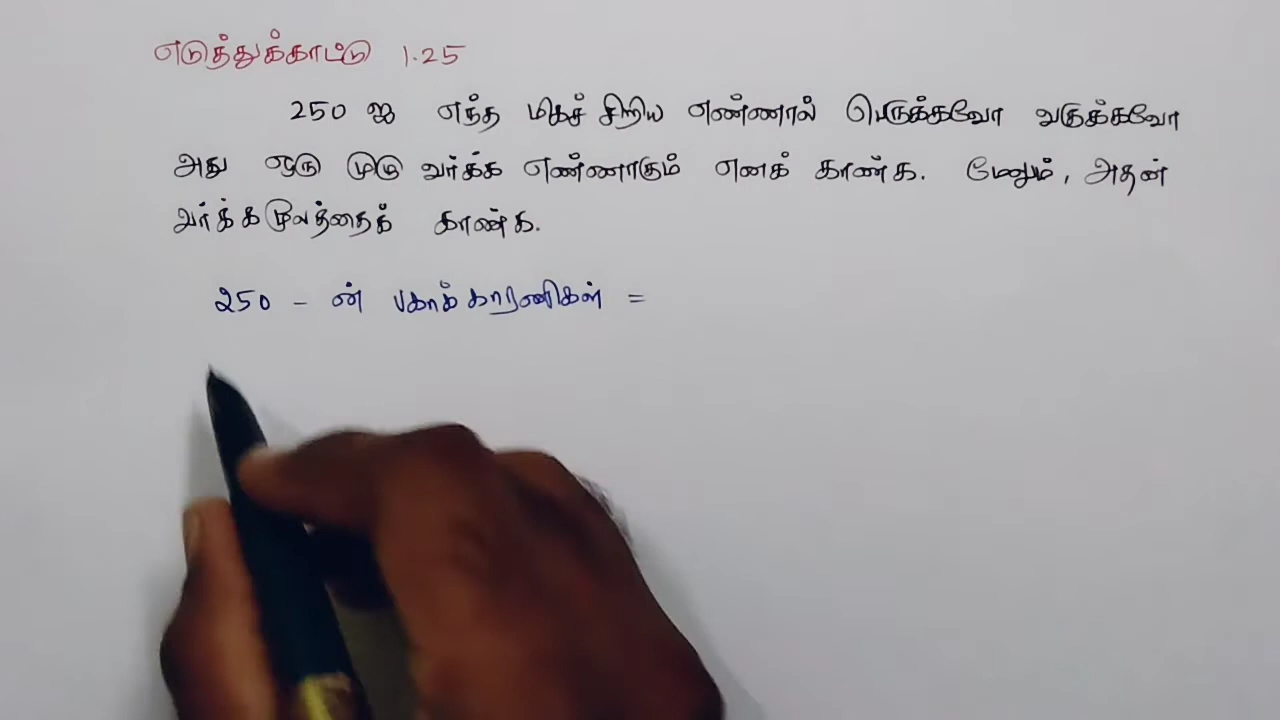 எடுத்துக்காட்டு 1.25
250 ஐ எந்த மிகச் சிறிய எண்ணால் பெருக்கவோ வகுக்கவோ
அது ஒரு முழு வர்க்க எண்ணாகும் எனக் காண்க. மேலும், அதன்
வர்க்கமூலத்தைக் காண்க.
250 - ன் பகாக்காரணிகள் =